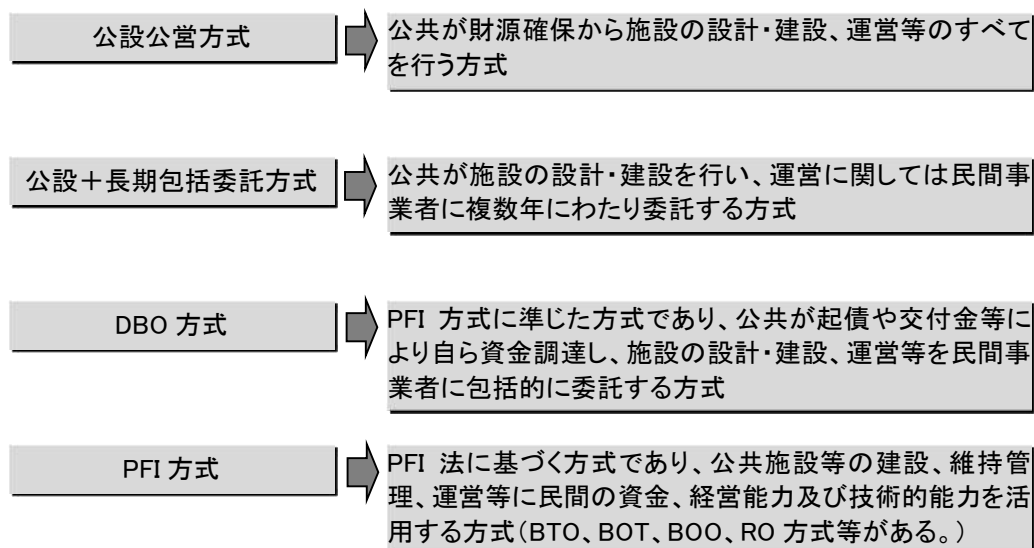 公設公営方式
公共が財源確保から施設の設計・建設、運営等のすべて
を行う方式
公設＋長期包括委託方式
公共が施設の設計・建設を行い、運営に関しては民間事
業者に複数年にわたり委託する方式
DBO 方式
PFI 方式に準じた方式であり、公共が起債や交付金等に
より自ら資金調達し、施設の設計・建設、運営等を民間事
業者に包括的に委託する方式
PFI 方式
PFI 法に基づく方式であり、公共施設等の建設、維持管
理、運営等に民間の資金、経営能力及び技術的能力を活
用する方式（BTO、BOT、BOO、RO 方式等がある。）